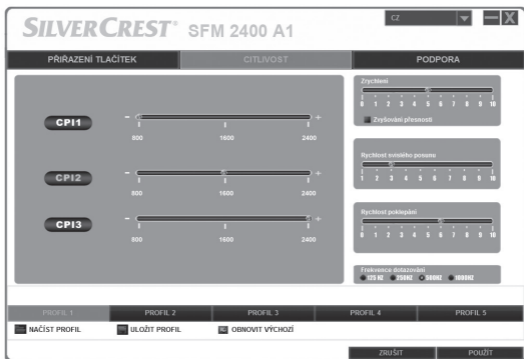 SILVERCREST® SFM 2400 A1
CZ
X
PŘIŘAZENÍ TLAČÍTEK CITLIVOST PODPORA
CPI1
- +
800 1600 2400
CPI2
- +
800 1600 2400
CPI3
- +
800 1600 2400
Zrychlení
0 1 2 3 4 5 6 7 8 9 10
Zvyšování přesnosti
Rychlost svislého posunu
1 2 3 4 5 6 7 8 9 10
Rychlost poklepání
0 1 2 3 4 5 6 7 8 9 10
Frekvence dotazování
125 HZ 250HZ 500HZ 1000HZ
PROFIL 1 PROFIL 2 PROFIL 3 PROFIL 4 PROFIL 5
NAČÍST PROFIL ULOŽIT PROFIL OBNOVIT VÝCHOZÍ
ZRUŠIT POUŽÍT